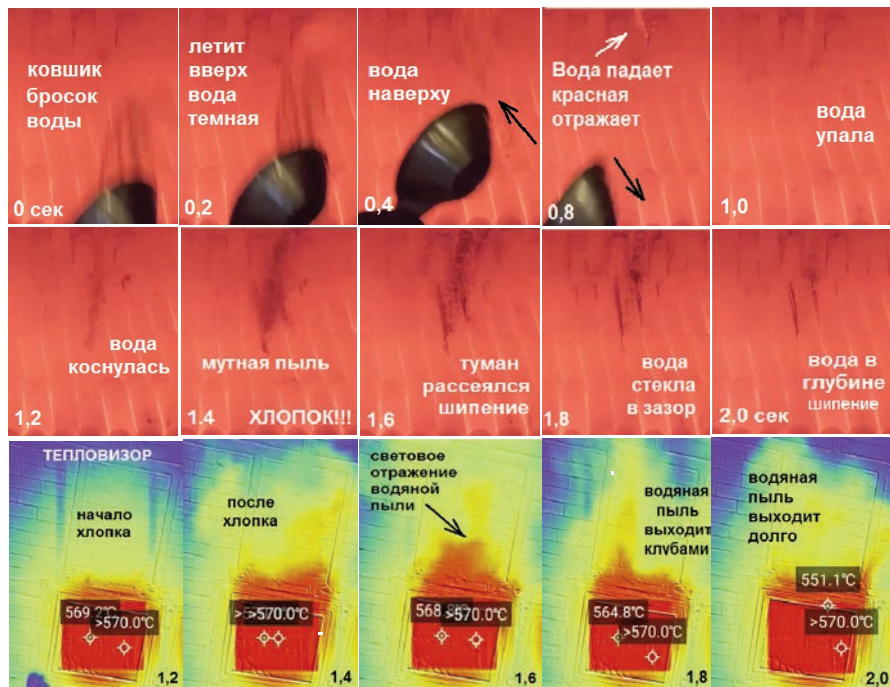 ковшик
бросок
воды
0 сек
летит
вверх
вода
темная
0,2
вода
наверху
0,4
Вода падает
красная
отражает
0,8
вода
упала
1,0
вода
коснулась
1,2
мутная пыль
1.4 ХЛОПОК!!!
туман
рассеялся
шипение
1,6
вода
стекла
в зазор
1,8
вода в
глубине
шипение
2,0 сек
ТЕПЛОВИЗОР
начало
хлопка
569.2°C
>570.0°C
1,2
после
хлопка
>570.0°C
1,4
световое
отражение
водяной
пыли
>570.0°C
1,6
водяная
пыль
выходит
клубами
564.8°C
>570.0°C
1,8
водяная
пыль
выходит
долго
551.1°C
>570.0°C
2,0